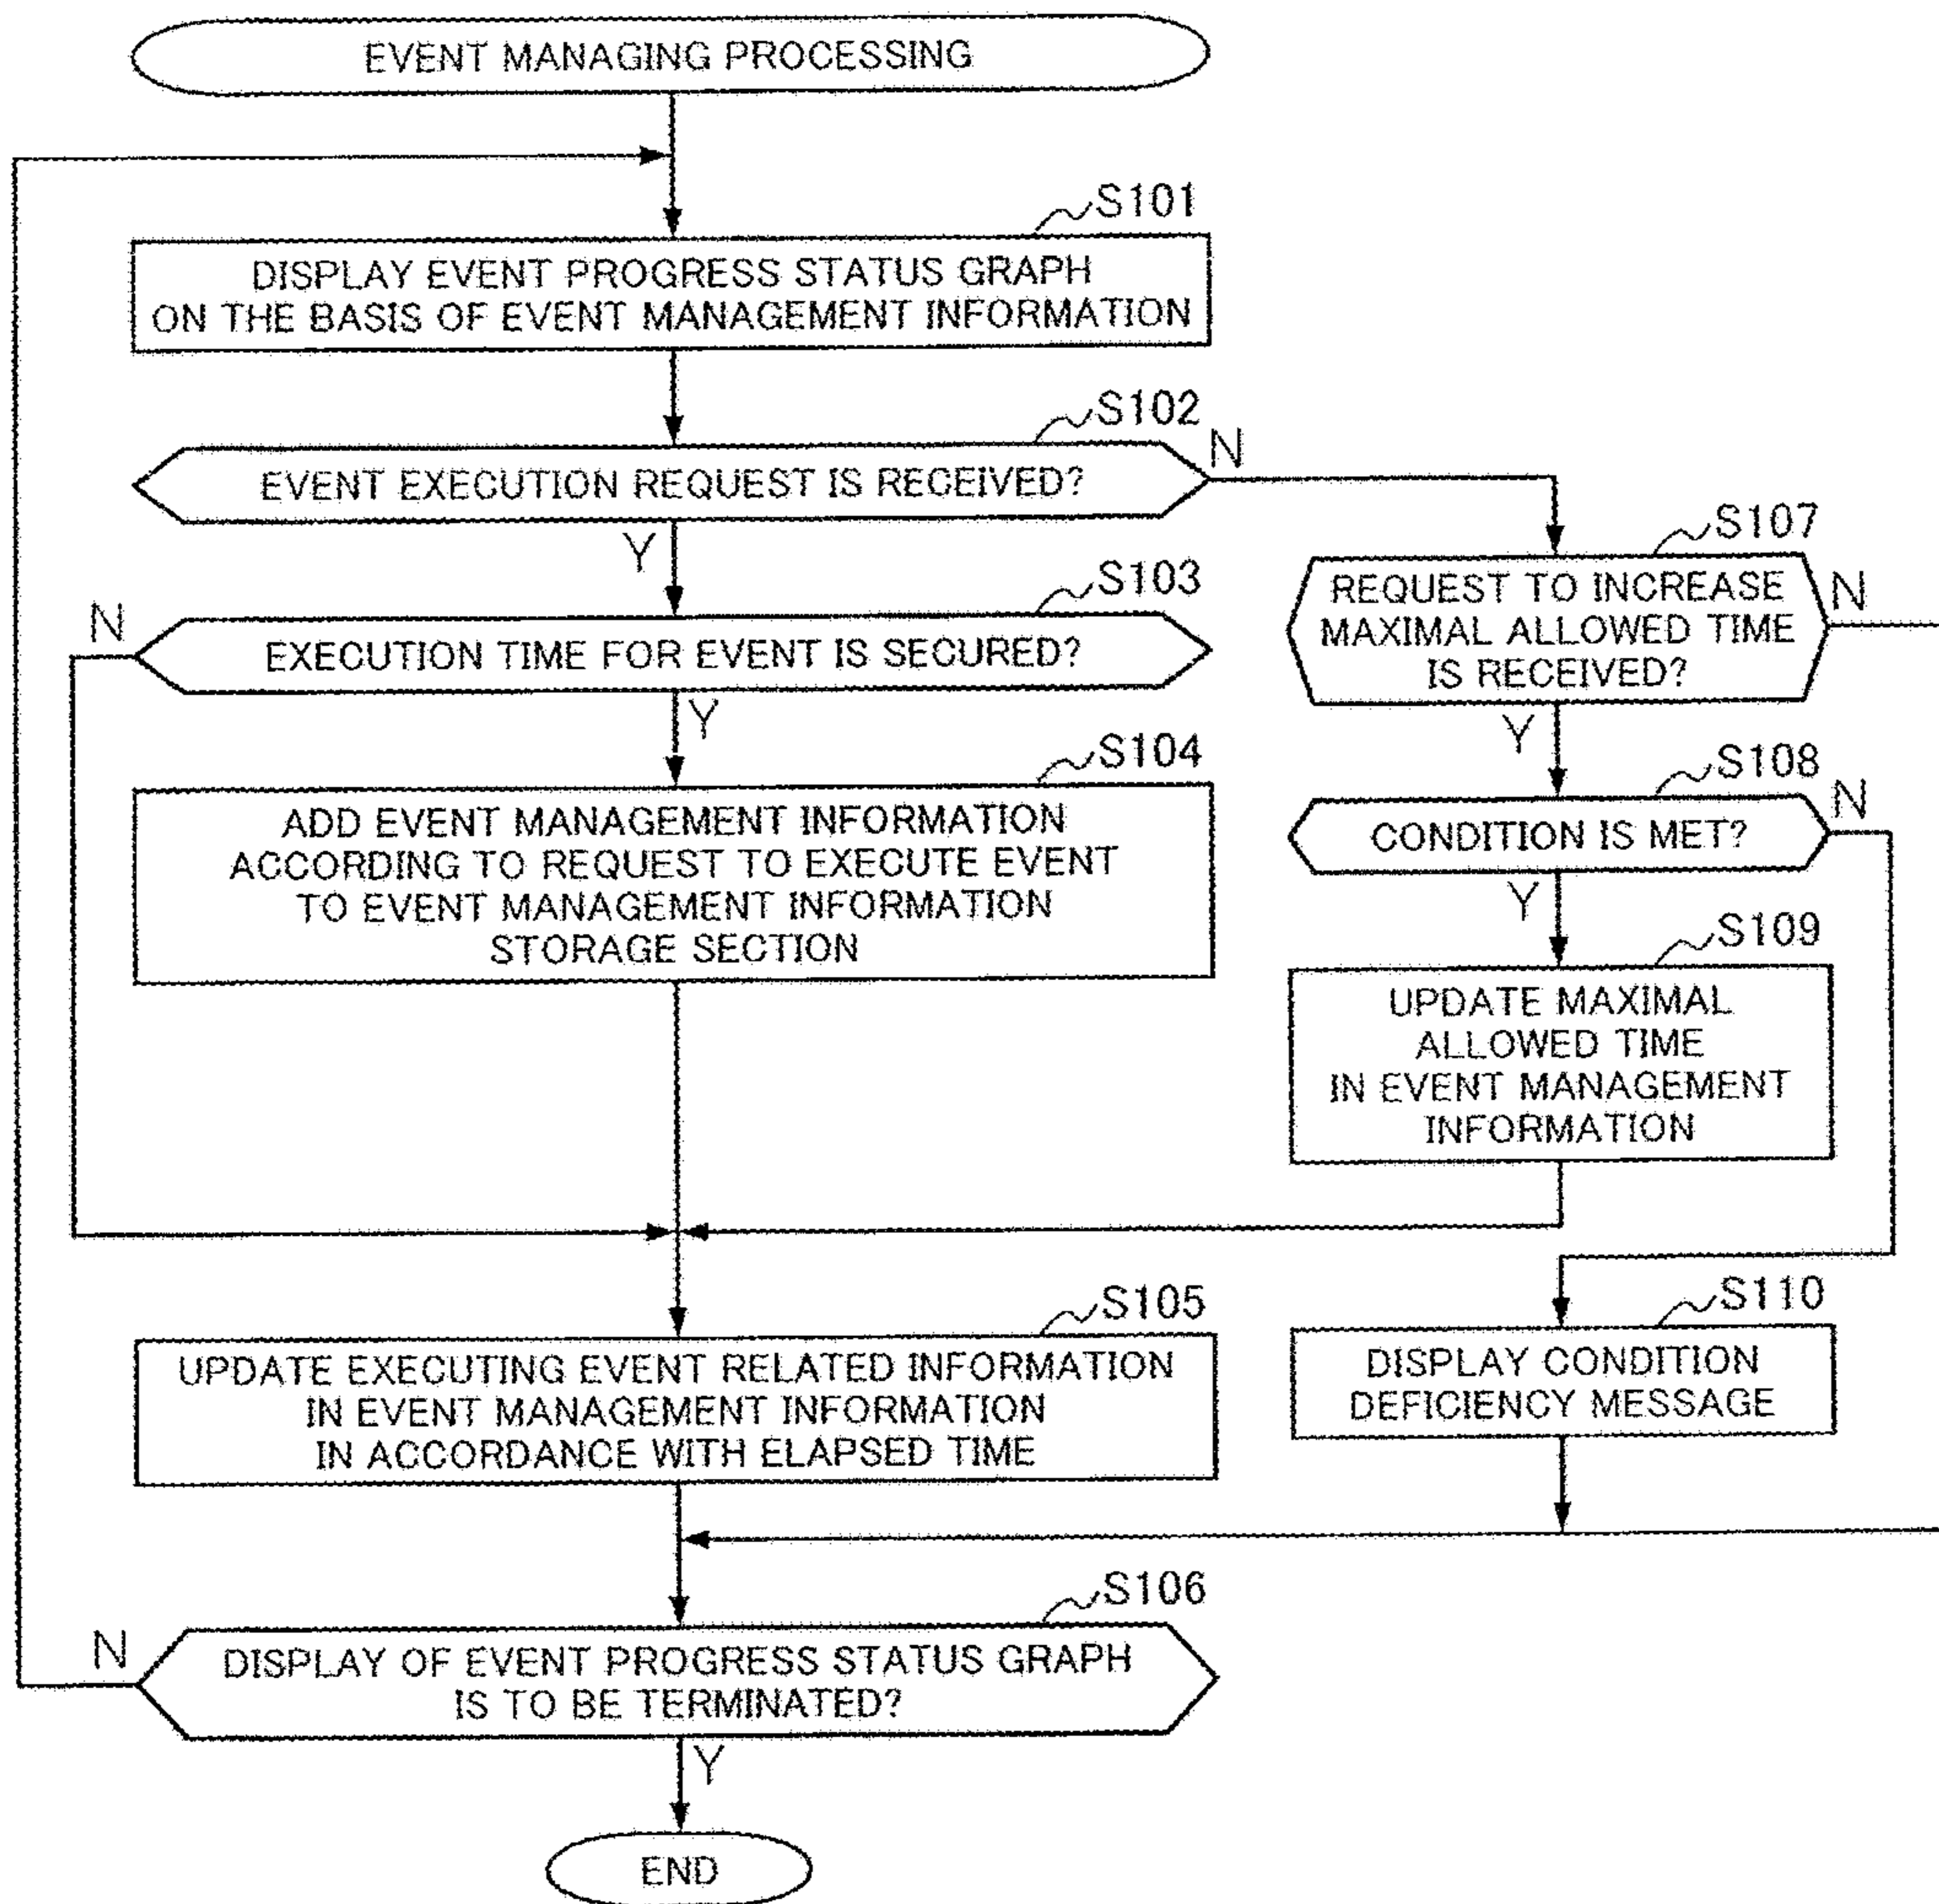 EVENT MANAGING PROCESSING
S101
DISPLAY EVENT PROGRESS STATUS GRAPH
ON THE BASIS OF EVENT MANAGEMENT INFORMATION
S102
EVENT EXECUTION REQUEST IS RECEIVED?
N
Y
S103
N
EXECUTION TIME FOR EVENT IS SECURED?
Y
S104
ADD EVENT MANAGEMENT INFORMATION
ACCORDING TO REQUEST TO EXECUTE EVENT
TO EVENT MANAGEMENT INFORMATION
STORAGE SECTION
S107
REQUEST TO INCREASE
MAXIMAL ALLOWED TIME
IS RECEIVED?
N
Y
S108
CONDITION IS MET?
N
Y
S109
UPDATE MAXIMAL
ALLOWED TIME
IN EVENT MANAGEMENT
INFORMATION
S105
UPDATE EXECUTING EVENT RELATED INFORMATION
IN EVENT MANAGEMENT INFORMATION
IN ACCORDANCE WITH ELAPSED TIME
S110
DISPLAY CONDITION
DEFICIENCY MESSAGE
S106
N
DISPLAY OF EVENT PROGRESS STATUS GRAPH
IS TO BE TERMINATED?
Y
END